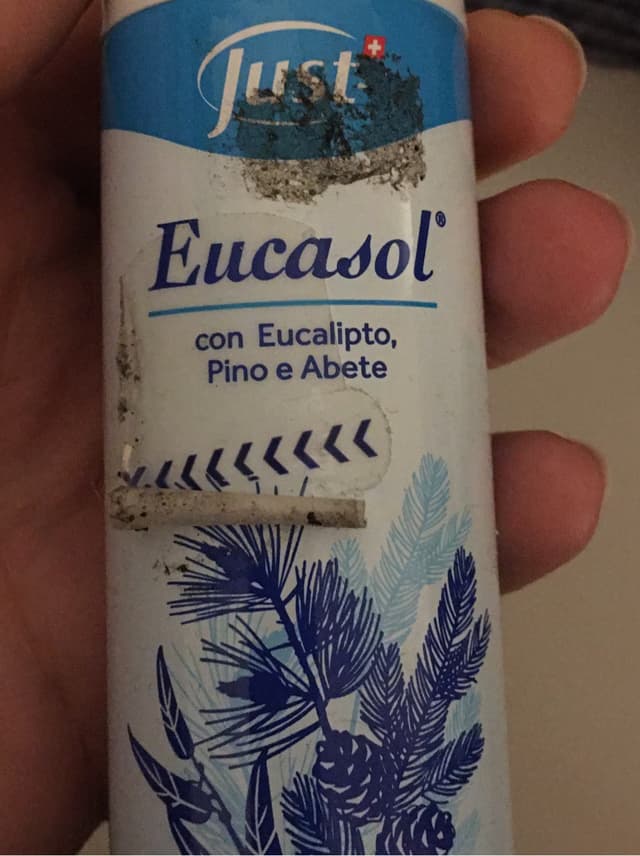 Just
Eucasol®
con Eucalipto,
Pino e Abete